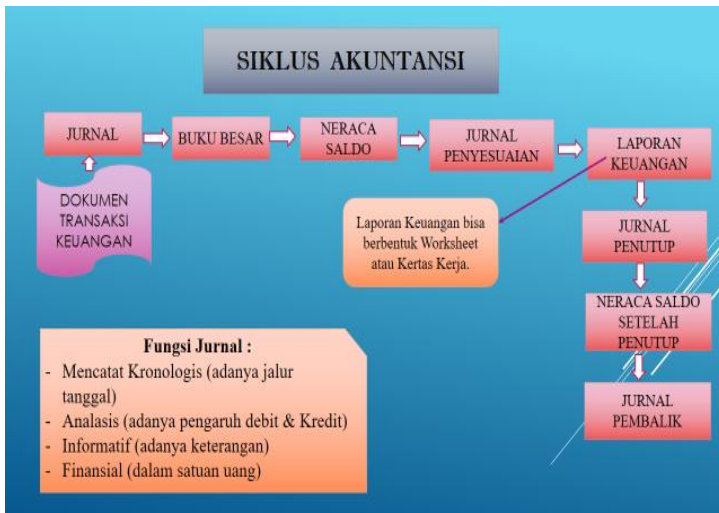 SIKLUS AKUNTANSI
JURNAL
BUKU BESAR
NERACA
SALDO
JURNAL
PENYESUAIAN
LAPORAN
KEUANGAN
DOKUMEN
TRANSAKSI
KEUANGAN
Laporan Keuangan bisa
berbentuk Worksheet
atau Kertas Kerja.
JURNAL
PENUTUP
NERACA SALDO
SETELAH
PENUTUP
JURNAL
PEMBALIK
Fungsi Jurnal :
- Mencatat Kronologis (adanya jalur
tanggal)
- Analasis (adanya pengaruh debit & Kredit)
- Informatif (adanya keterangan)
- Finansial (dalam satuan uang)